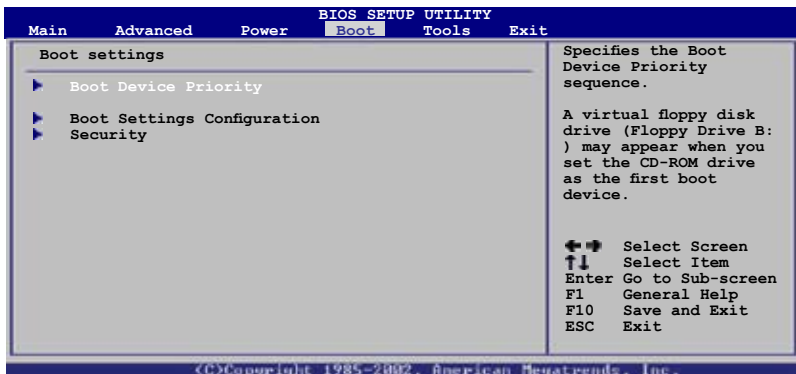 BIOS SETUP UTILITY
Main Advanced Power Boot Tools Exit
Boot settings
Boot Device Priority
Boot Settings Configuration
Security
Specifies the Boot
Device Priority
sequence.
A virtual floppy disk
drive (Floppy Drive B:
) may appear when you
set the CD-ROM drive
as the first boot
device.
Select Screen
Select Item
Enter Go to Sub-screen
F1 General Help
F10 Save and Exit
ESC Exit
(C)Copyright 1985-2002, American Megatrends, Inc.